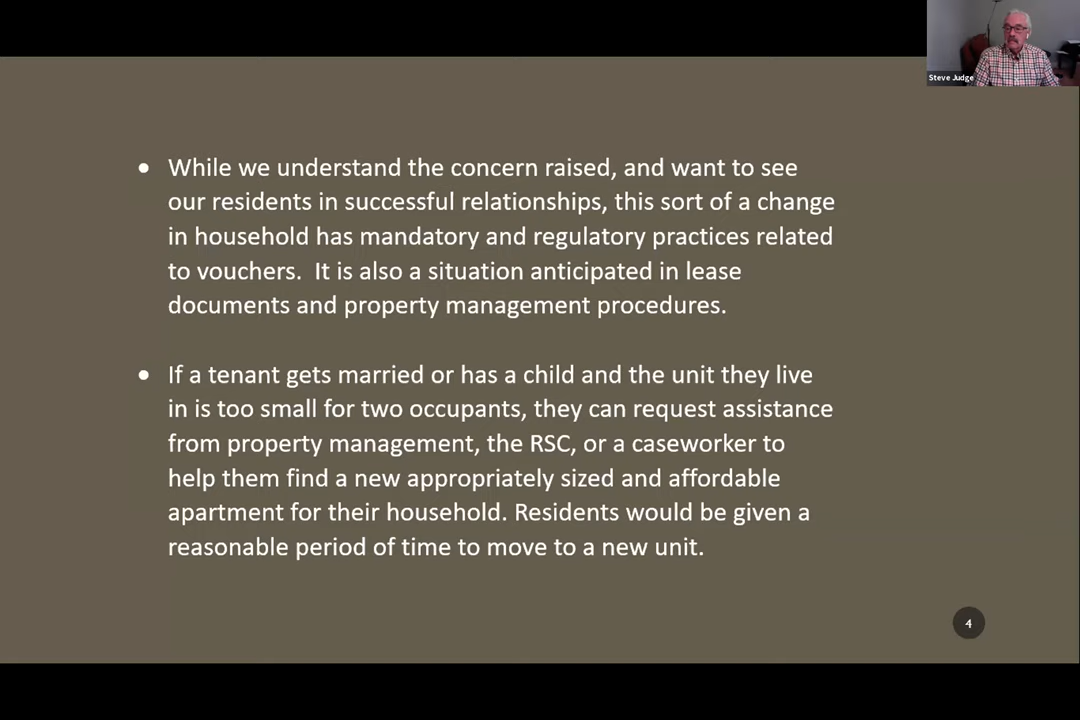 Steve Judge
• While we understand the concern raised, and want to see
our residents in successful relationships, this sort of a change
in household has mandatory and regulatory practices related
to vouchers.  It is also a situation anticipated in lease
documents and property management procedures.
• If a tenant gets married or has a child and the unit they live
in is too small for two occupants, they can request assistance
from property management, the RSC, or a caseworker to
help them find a new appropriately sized and affordable
apartment for their household. Residents would be given a
reasonable period of time to move to a new unit.
4